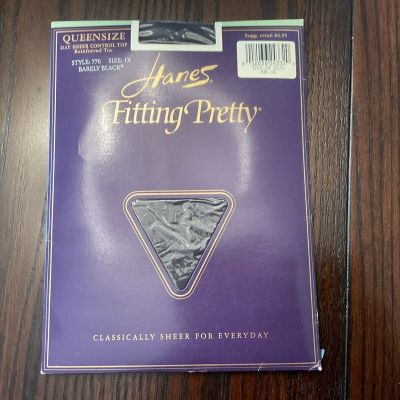 QUEENSIZE
DAY SHEER CONTROL TOP
Reinforced Toe
STYLE: 770 SIZE: 1X
BARELY BLACK®
Sugg. retail $4.95
Hanes®
Fitting Pretty®
CLASSICALLY SHEER FOR EVERYDAY